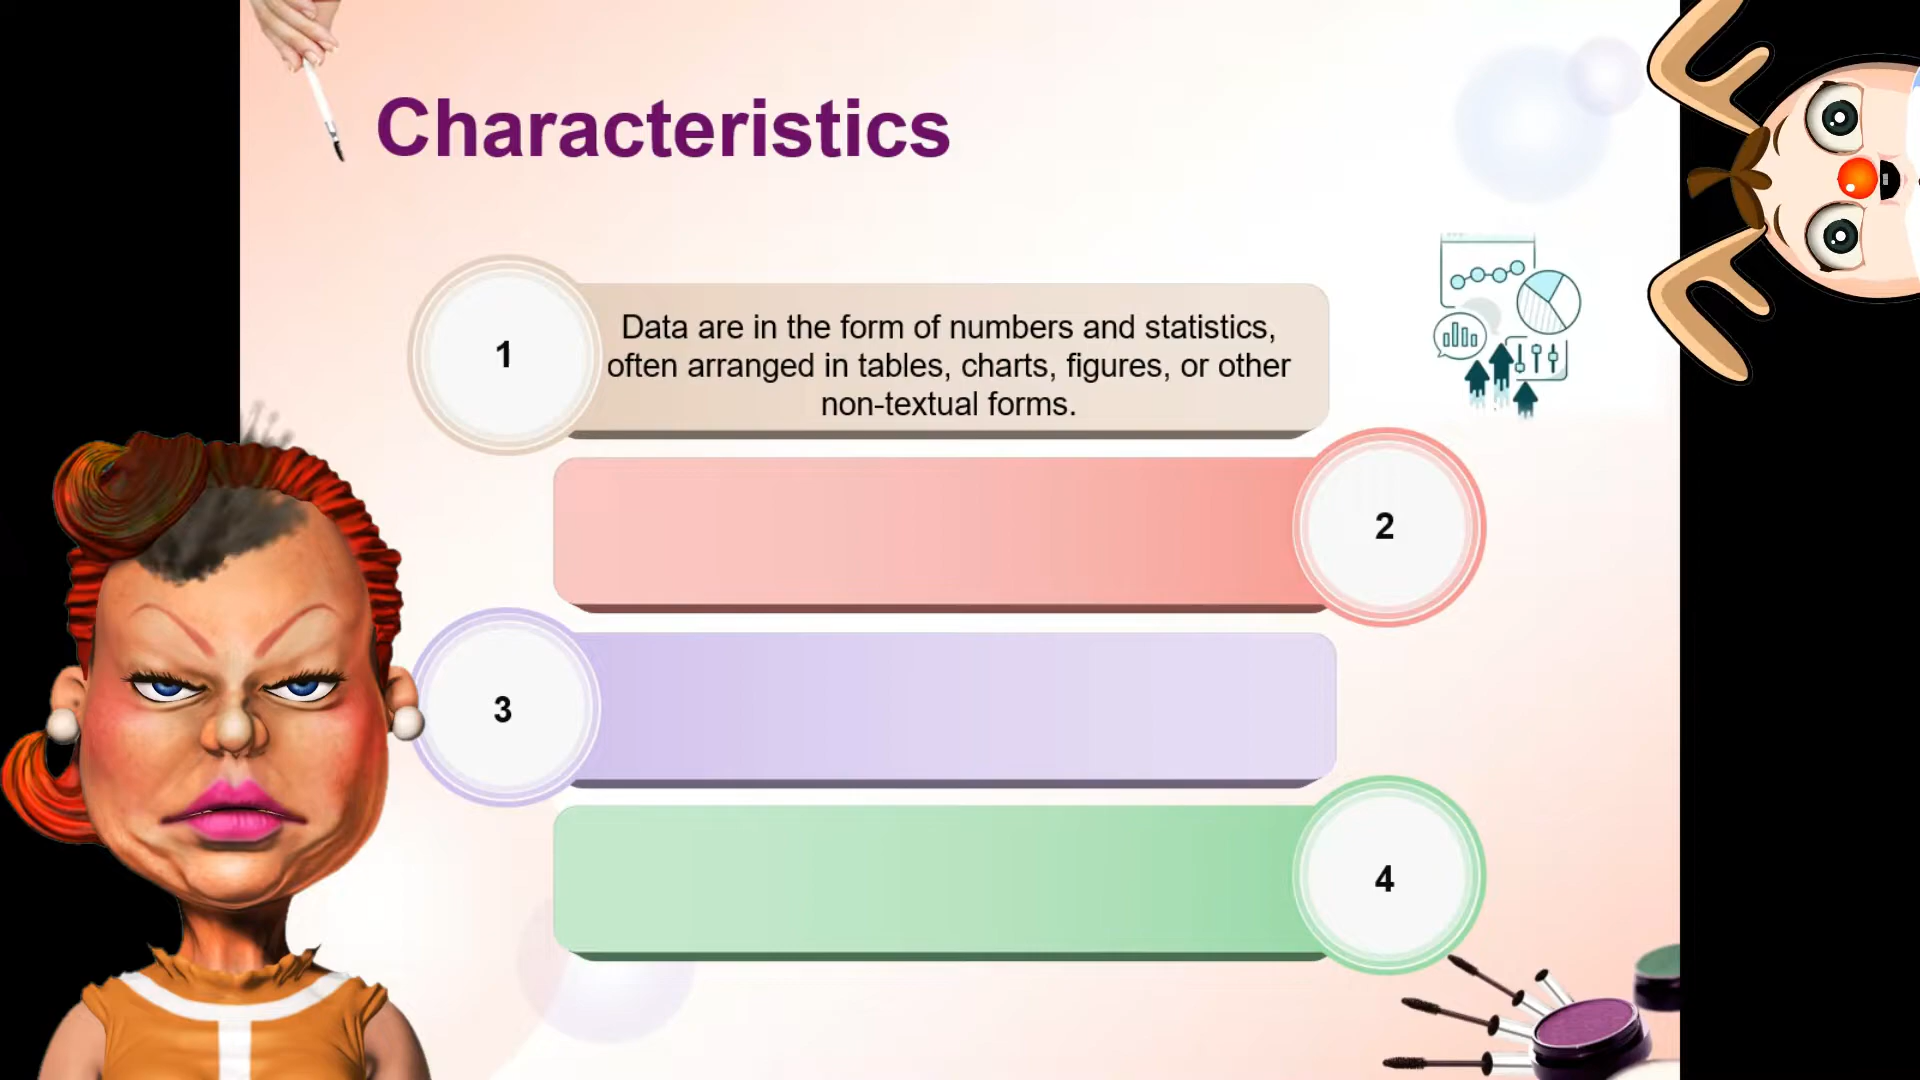 Characteristics
1
Data are in the form of numbers and statistics,
often arranged in tables, charts, figures, or other
non-textual forms.
2
3
4